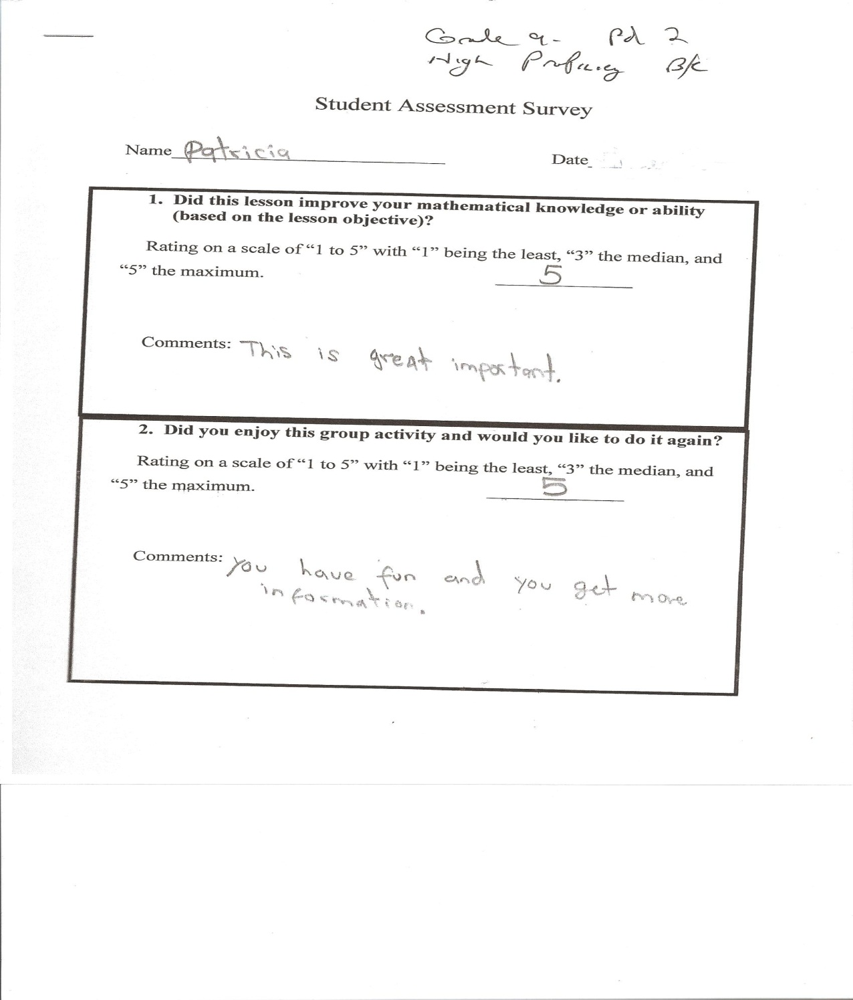 Grade 9- Pd 2
High Proficiency B/C
Student Assessment Survey
Name Patricia
Date
1. Did this lesson improve your mathematical knowledge or ability
(based on the lesson objective)?
Rating on a scale of “1 to 5” with “1” being the least, “3” the median, and
“5” the maximum. 5
Comments: This is great important.
2. Did you enjoy this group activity and would you like to do it again?
Rating on a scale of “1 to 5” with “1” being the least, “3” the median, and
“5” the maximum. 5
Comments: you have fun and you get more
information.